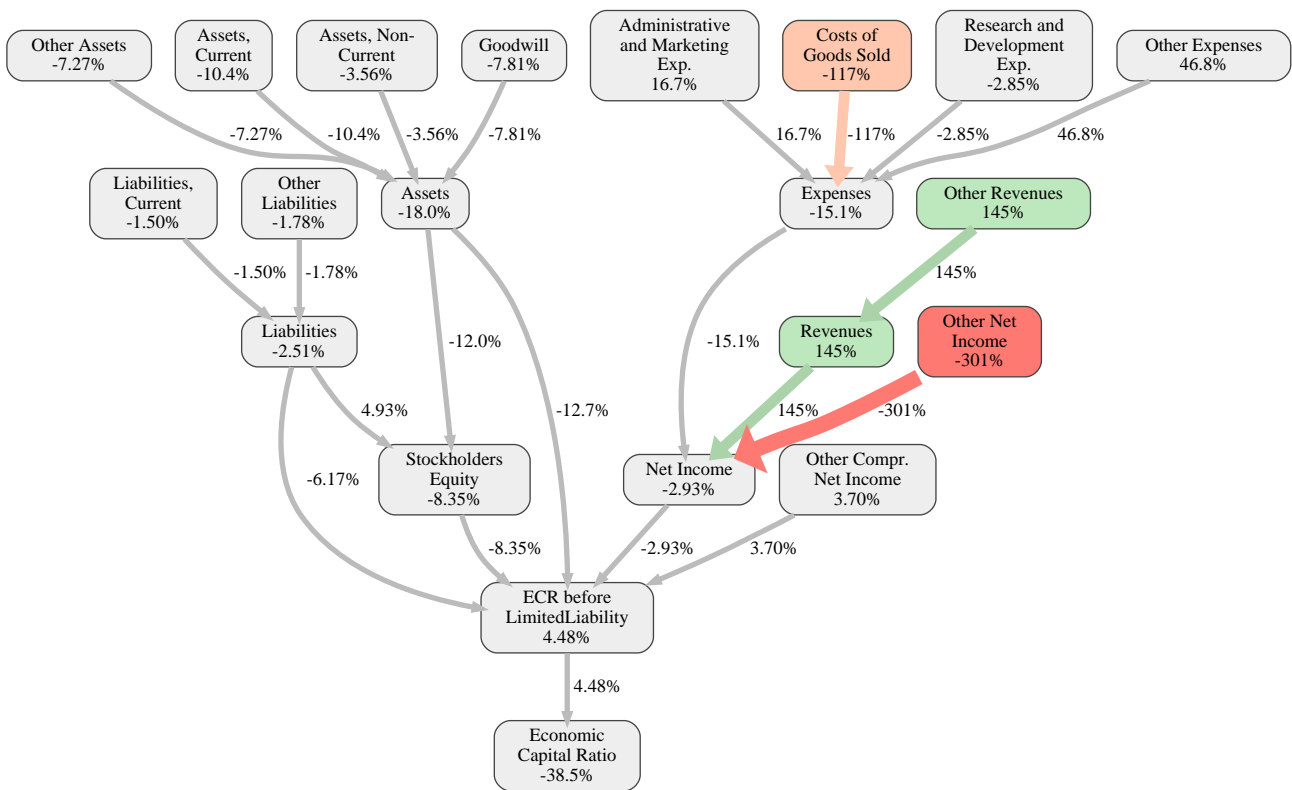 Other Assets
-7.27%
Assets,
Current
-10.4%
Assets, Non-
Current
-3.56%
Goodwill
-7.81%
Administrative
and Marketing
Exp.
16.7%
Costs of
Goods Sold
-117%
Research and
Development
Exp.
-2.85%
Other Expenses
46.8%
-7.27%
-10.4%
-3.56%
-7.81%
16.7%
-117%
-2.85%
46.8%
Liabilities,
Current
-1.50%
Other
Liabilities
-1.78%
Assets
-18.0%
Expenses
-15.1%
Other Revenues
145%
-1.50%
-1.78%
145%
Liabilities
-2.51%
-12.0%
-15.1%
Revenues
145%
Other Net
Income
-301%
4.93%
-12.7%
145%
-301%
-6.17%
Stockholders
Equity
-8.35%
Net Income
-2.93%
Other Compr.
Net Income
3.70%
-8.35%
-2.93%
3.70%
ECR before
LimitedLiability
4.48%
4.48%
Economic
Capital Ratio
-38.5%